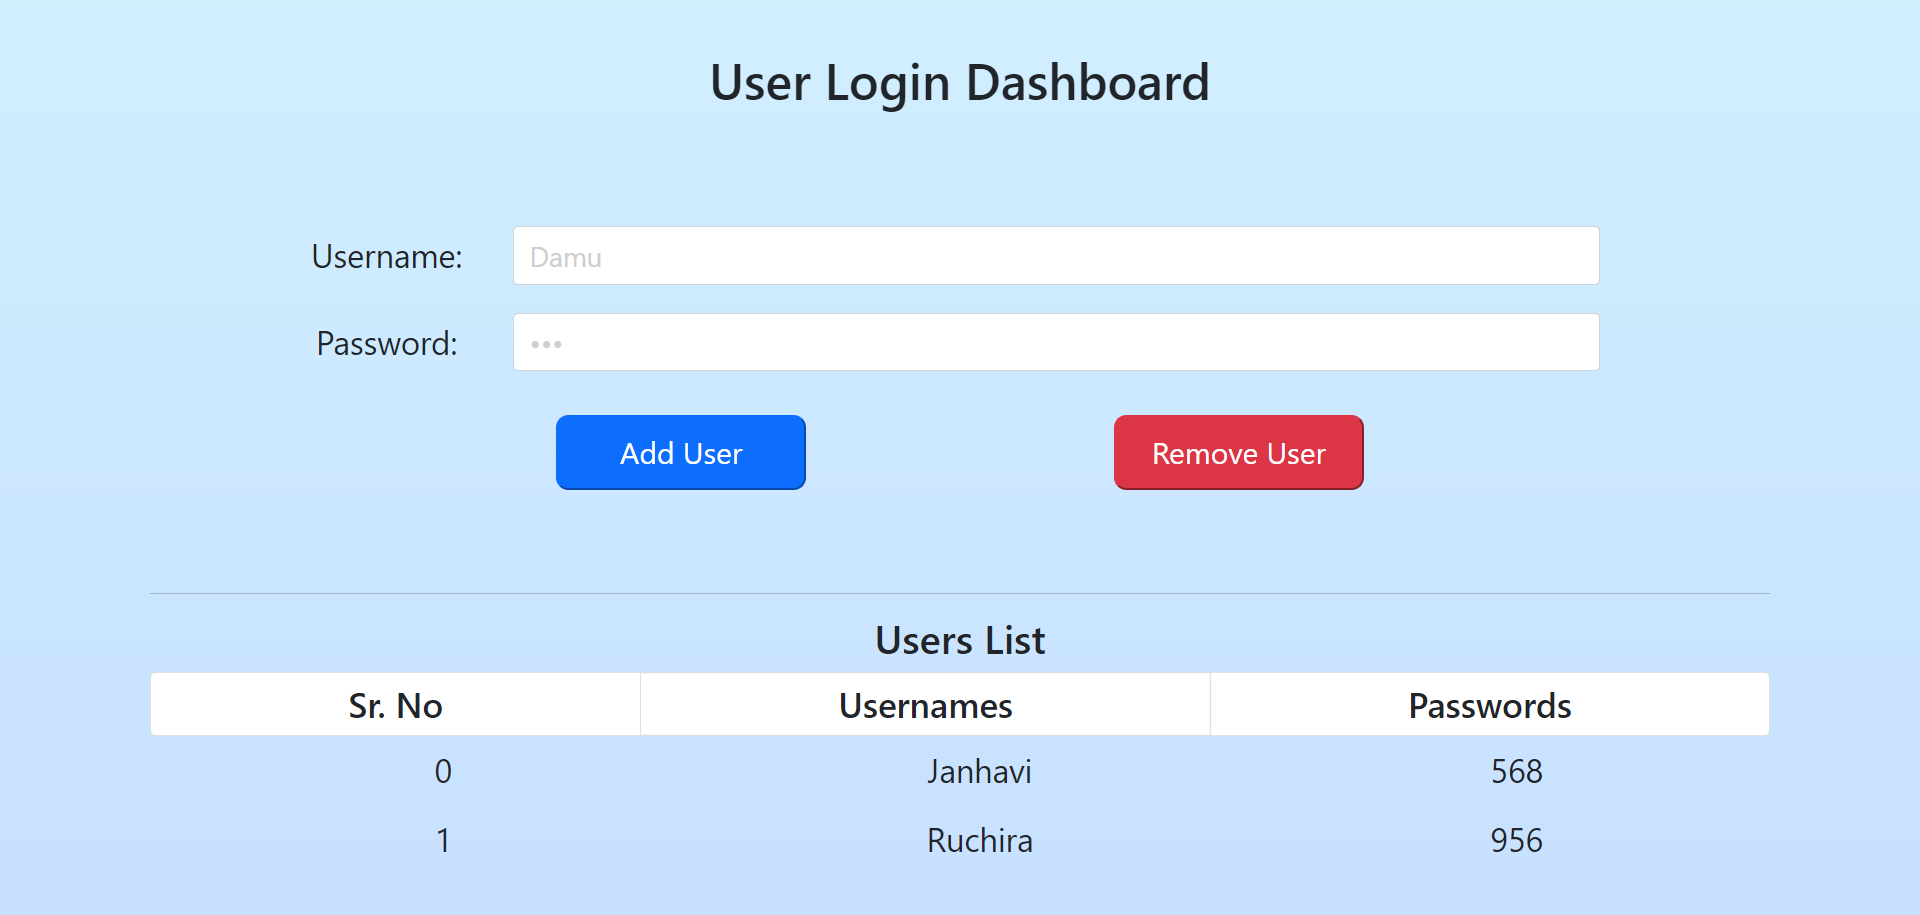 User Login Dashboard
Username: Damu
Password: •••
Add User Remove User
Users List
Sr. No Usernames Passwords
0 Janhavi 568
1 Ruchira 956